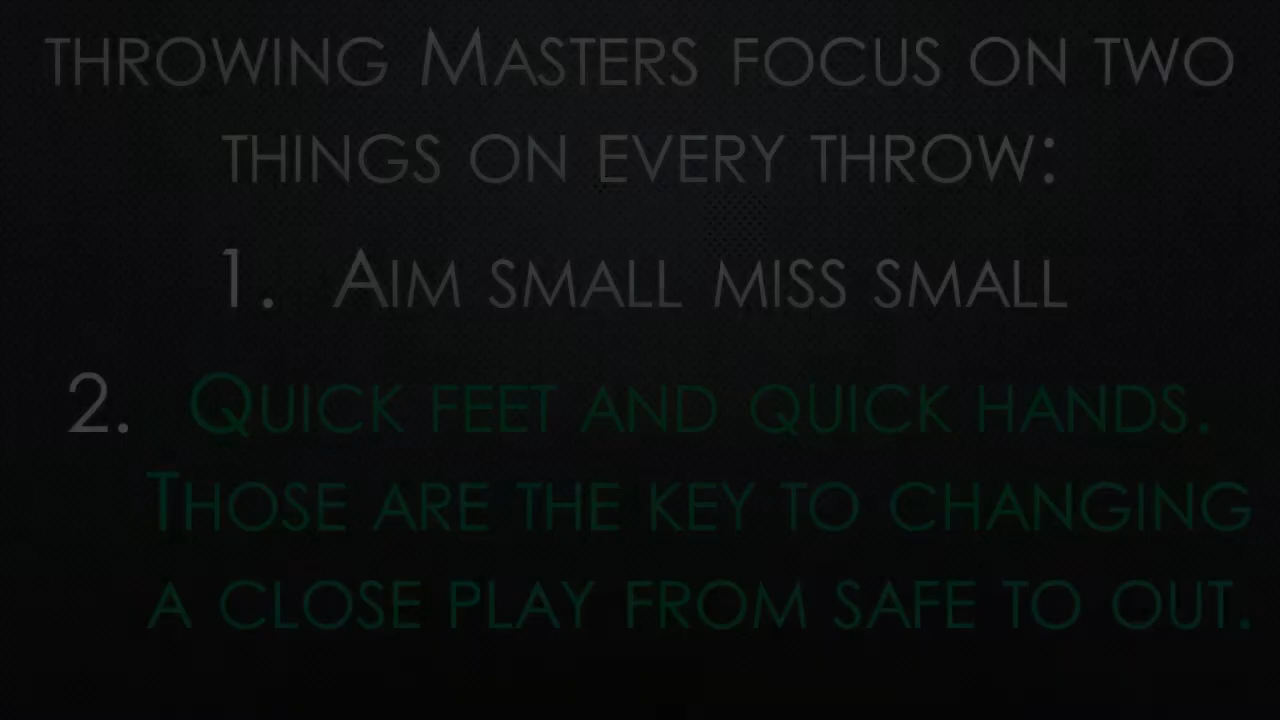 THROWING MASTERS FOCUS ON TWO
THINGS ON EVERY THROW:
1. AIM SMALL MISS SMALL
2. QUICK FEET AND QUICK HANDS.
THOSE ARE THE KEY TO CHANGING
A CLOSE PLAY FROM SAFE TO OUT.